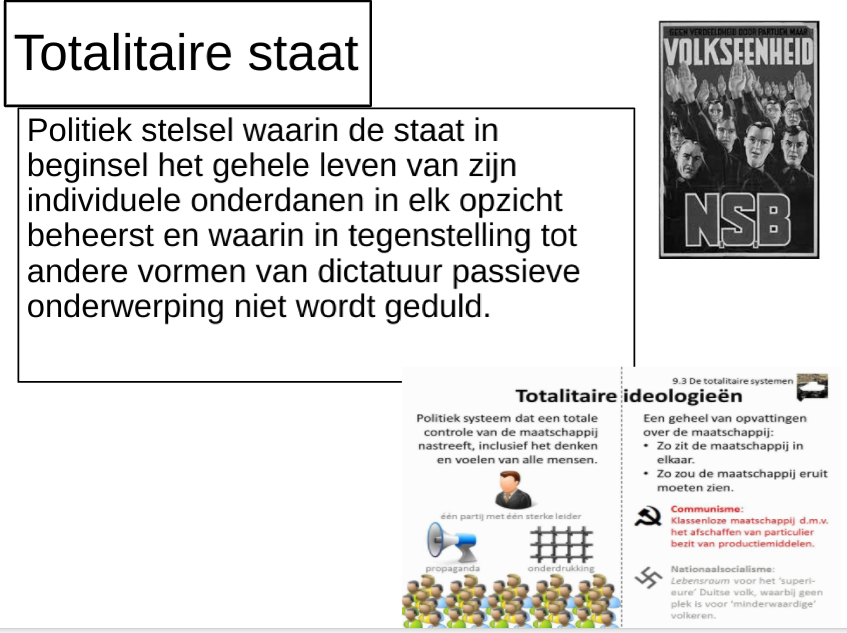 Totalitaire staat
Politiek stelsel waarin de staat in
beginsel het gehele leven van zijn
individuele onderdanen in elk opzicht
beheerst en waarin in tegenstelling tot
andere vormen van dictatuur passieve
onderwerping niet wordt geduld.
GEEN VERDEELDHEID DOOR PARTIJEN MAAR
VOLKSEENHEID
N.S.B
9.3 De totalitaire systemen
Totalitaire ideologieën
Politiek systeem dat een totale
controle van de maatschappij
nastreeft, inclusief het denken
en voelen van alle mensen.
één partij met één sterke leider
propaganda
onderdrukking
Een geheel van opvattingen
over de maatschappij:
• Zo zit de maatschappij in
elkaar.
• Zo zou de maatschappij eruit
moeten zien.
Communisme:
Klassenloze maatschappij d.m.v.
het afschaffen van particulier
bezit van productiemiddelen.
Nationaalsocialisme:
Lebensraum voor het ‘superi-
eure’ Duitse volk, waarbij geen
plek is voor ‘minderwaardige’
volkeren.